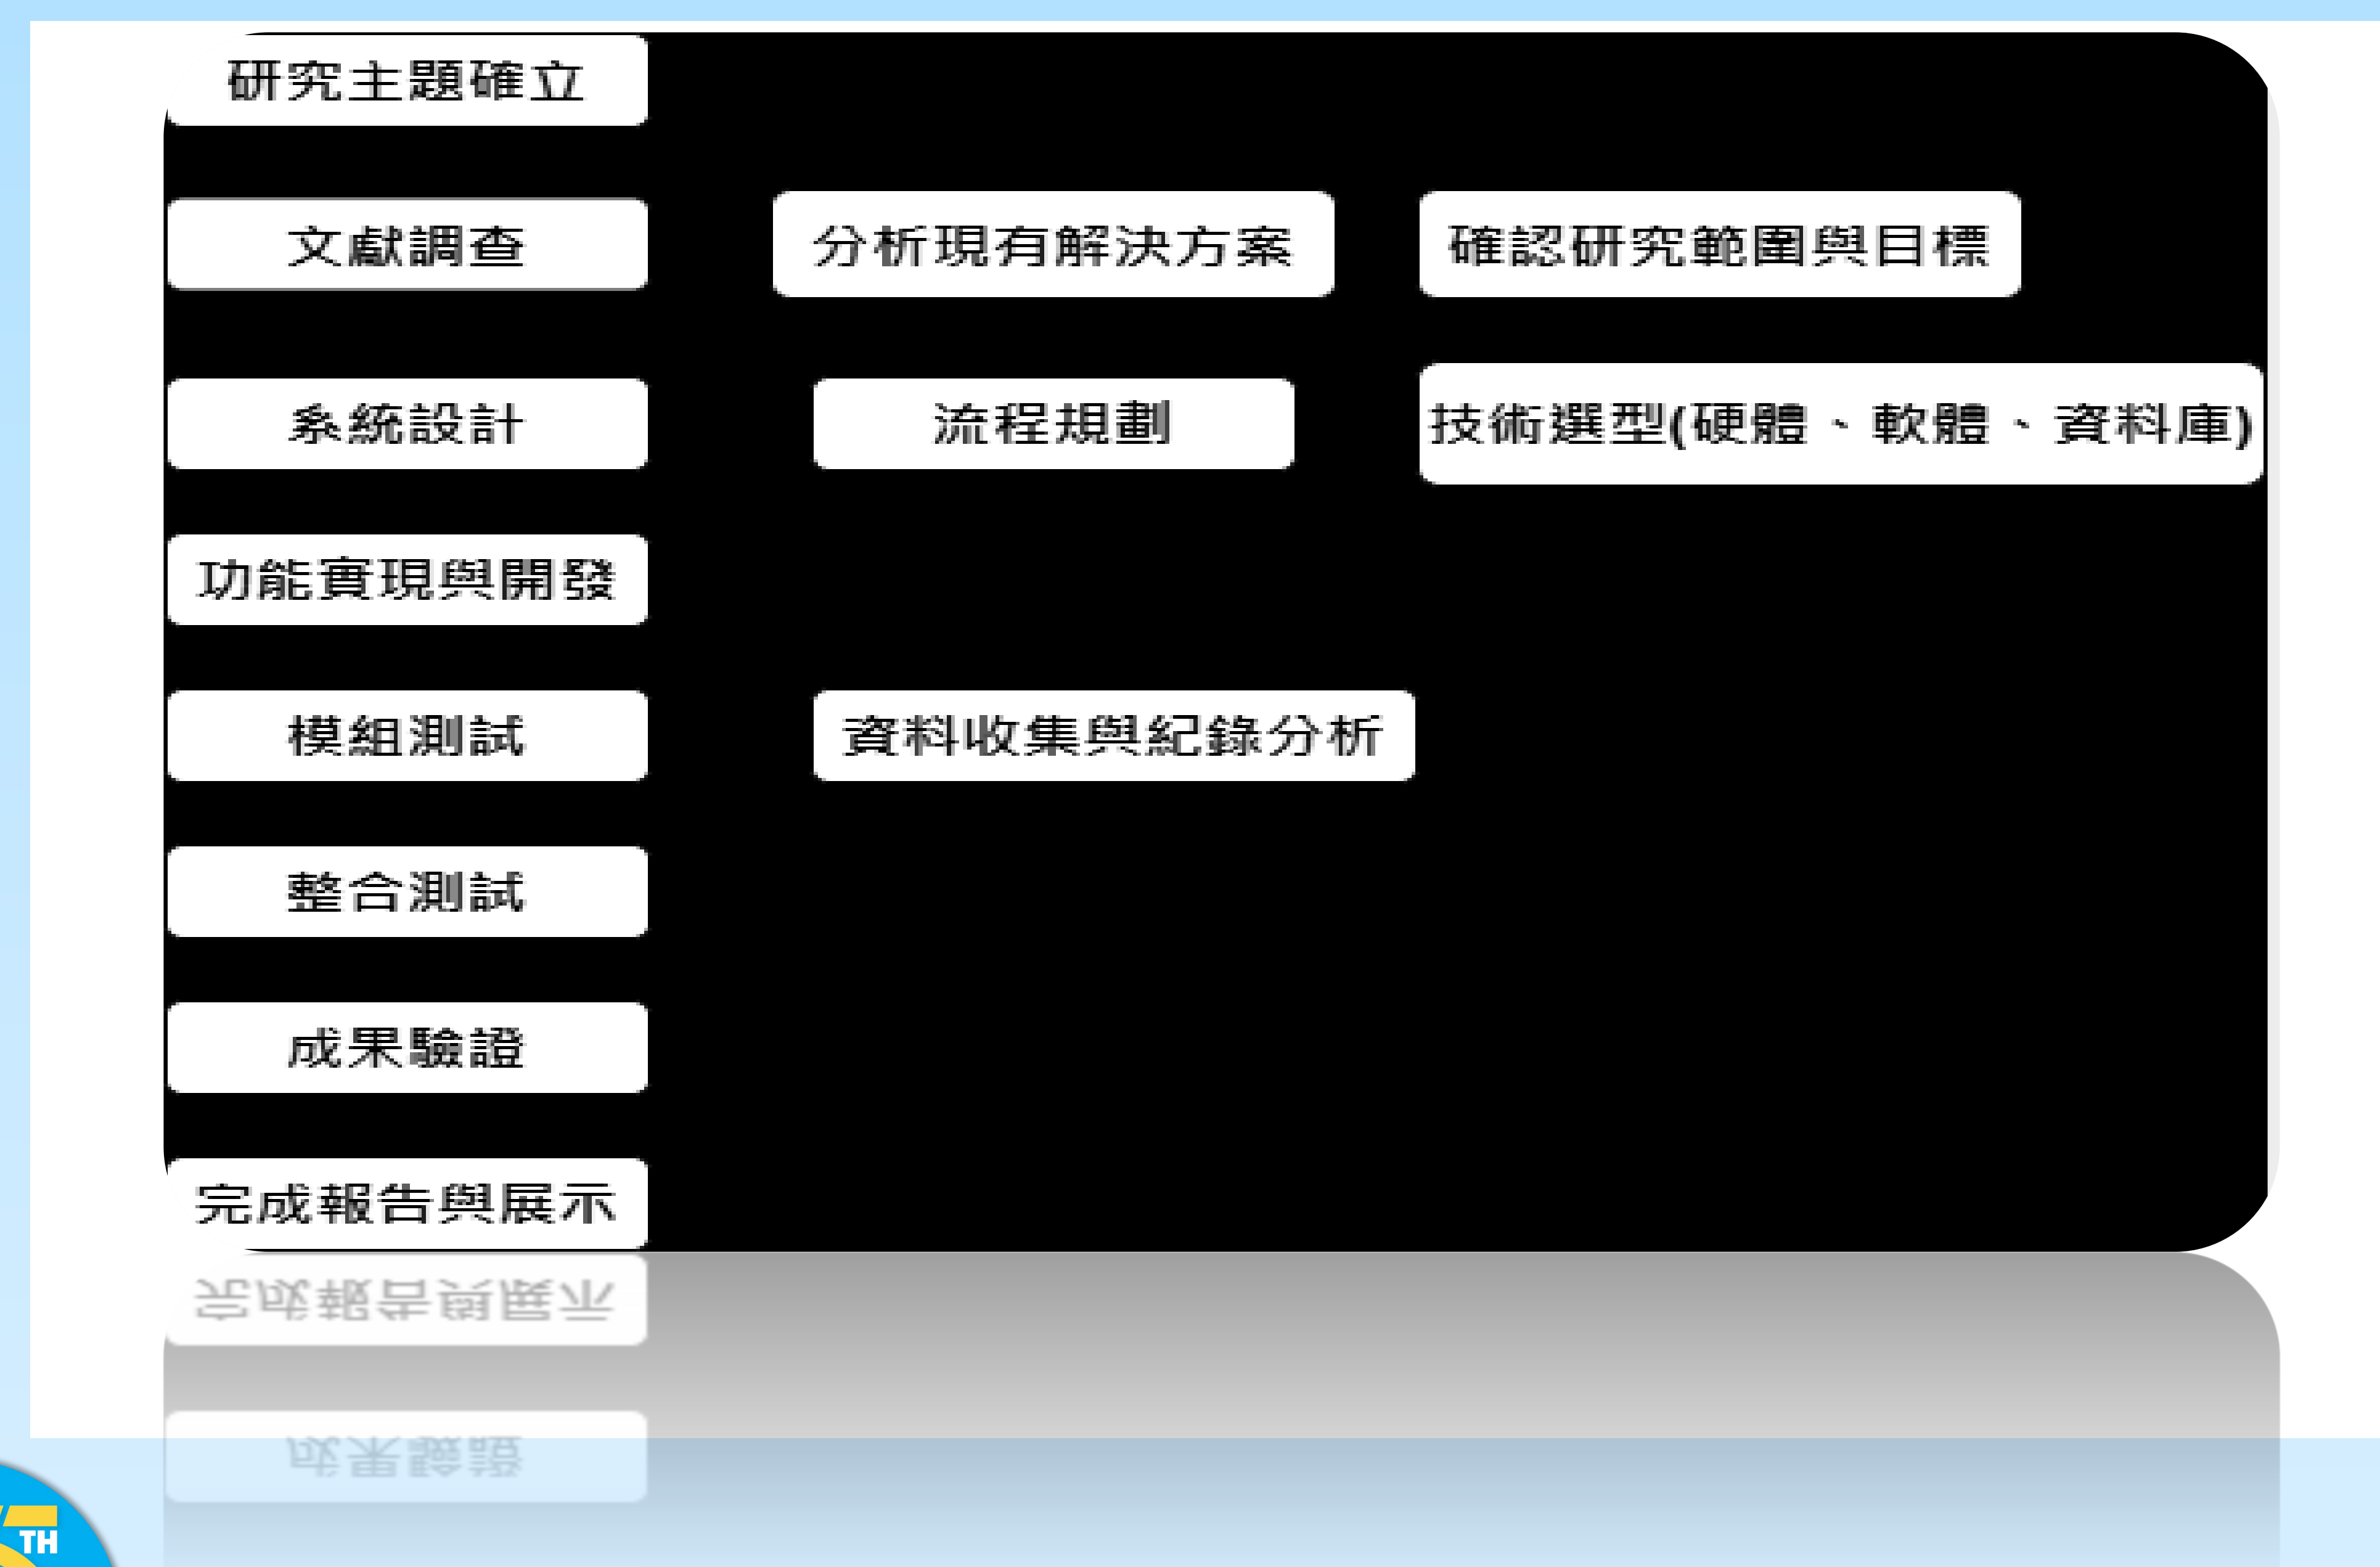 研究主題確立
文獻調查 分析現有解決方案 確認研究範圍與目標
系統設計 流程規劃 技術選型(硬體、軟體、資料庫)
功能實現與開發
模組測試 資料收集與紀錄分析
整合測試
成果驗證
完成報告與展示
TH